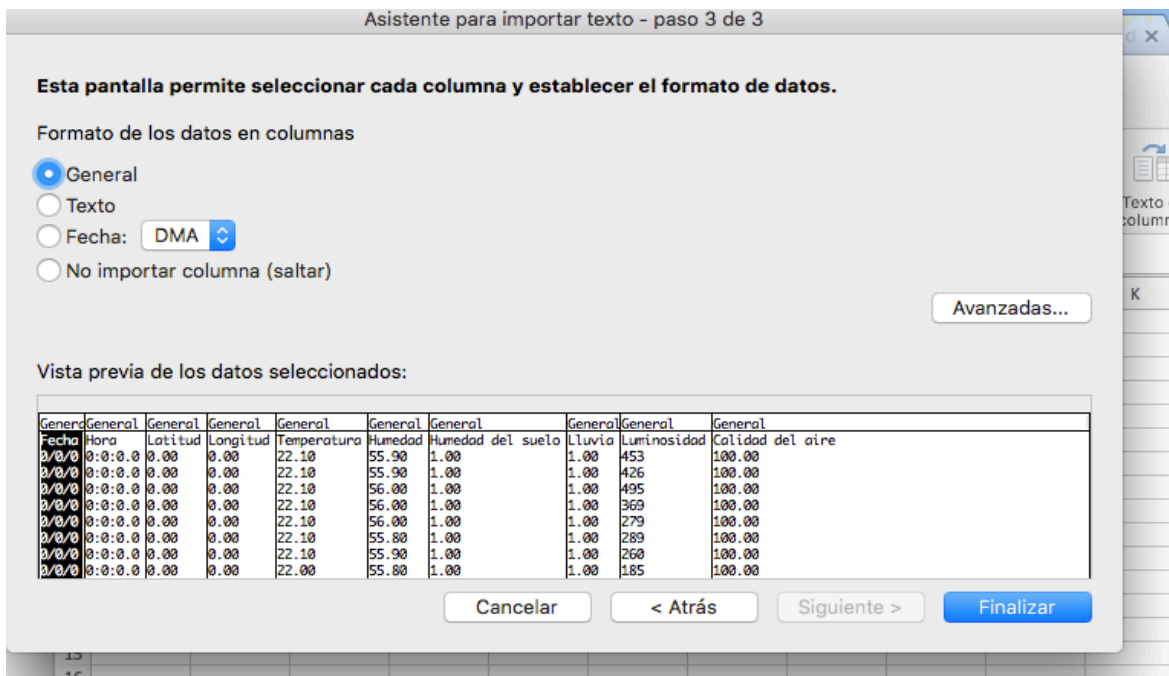 Asistente para importar texto - paso 3 de 3
Esta pantalla permite seleccionar cada columna y establecer el formato de datos.
Formato de los datos en columnas
General
Texto
Fecha: DMA
No importar columna (saltar)
Texto
column
K
Avanzadas...
Vista previa de los datos seleccionados:
Genera General General General General General General General General General
Fecha Hora Latitud Longitud Temperatura Humedad Humedad del suelo Lluvia Luminosidad Calidad del aire
0/0/0 0:0:0.0 0.00 0.00 22.10 55.90 1.00 1.00 453 100.00
0/0/0 0:0:0.0 0.00 0.00 22.10 55.90 1.00 1.00 426 100.00
0/0/0 0:0:0.0 0.00 0.00 22.10 56.00 1.00 1.00 495 100.00
0/0/0 0:0:0.0 0.00 0.00 22.10 56.00 1.00 1.00 369 100.00
0/0/0 0:0:0.0 0.00 0.00 22.10 56.00 1.00 1.00 279 100.00
0/0/0 0:0:0.0 0.00 0.00 22.10 55.80 1.00 1.00 289 100.00
0/0/0 0:0:0.0 0.00 0.00 22.10 55.90 1.00 1.00 260 100.00
0/0/0 0:0:0.0 0.00 0.00 22.00 55.80 1.00 1.00 185 100.00
Cancelar < Atrás Siguiente > Finalizar
15